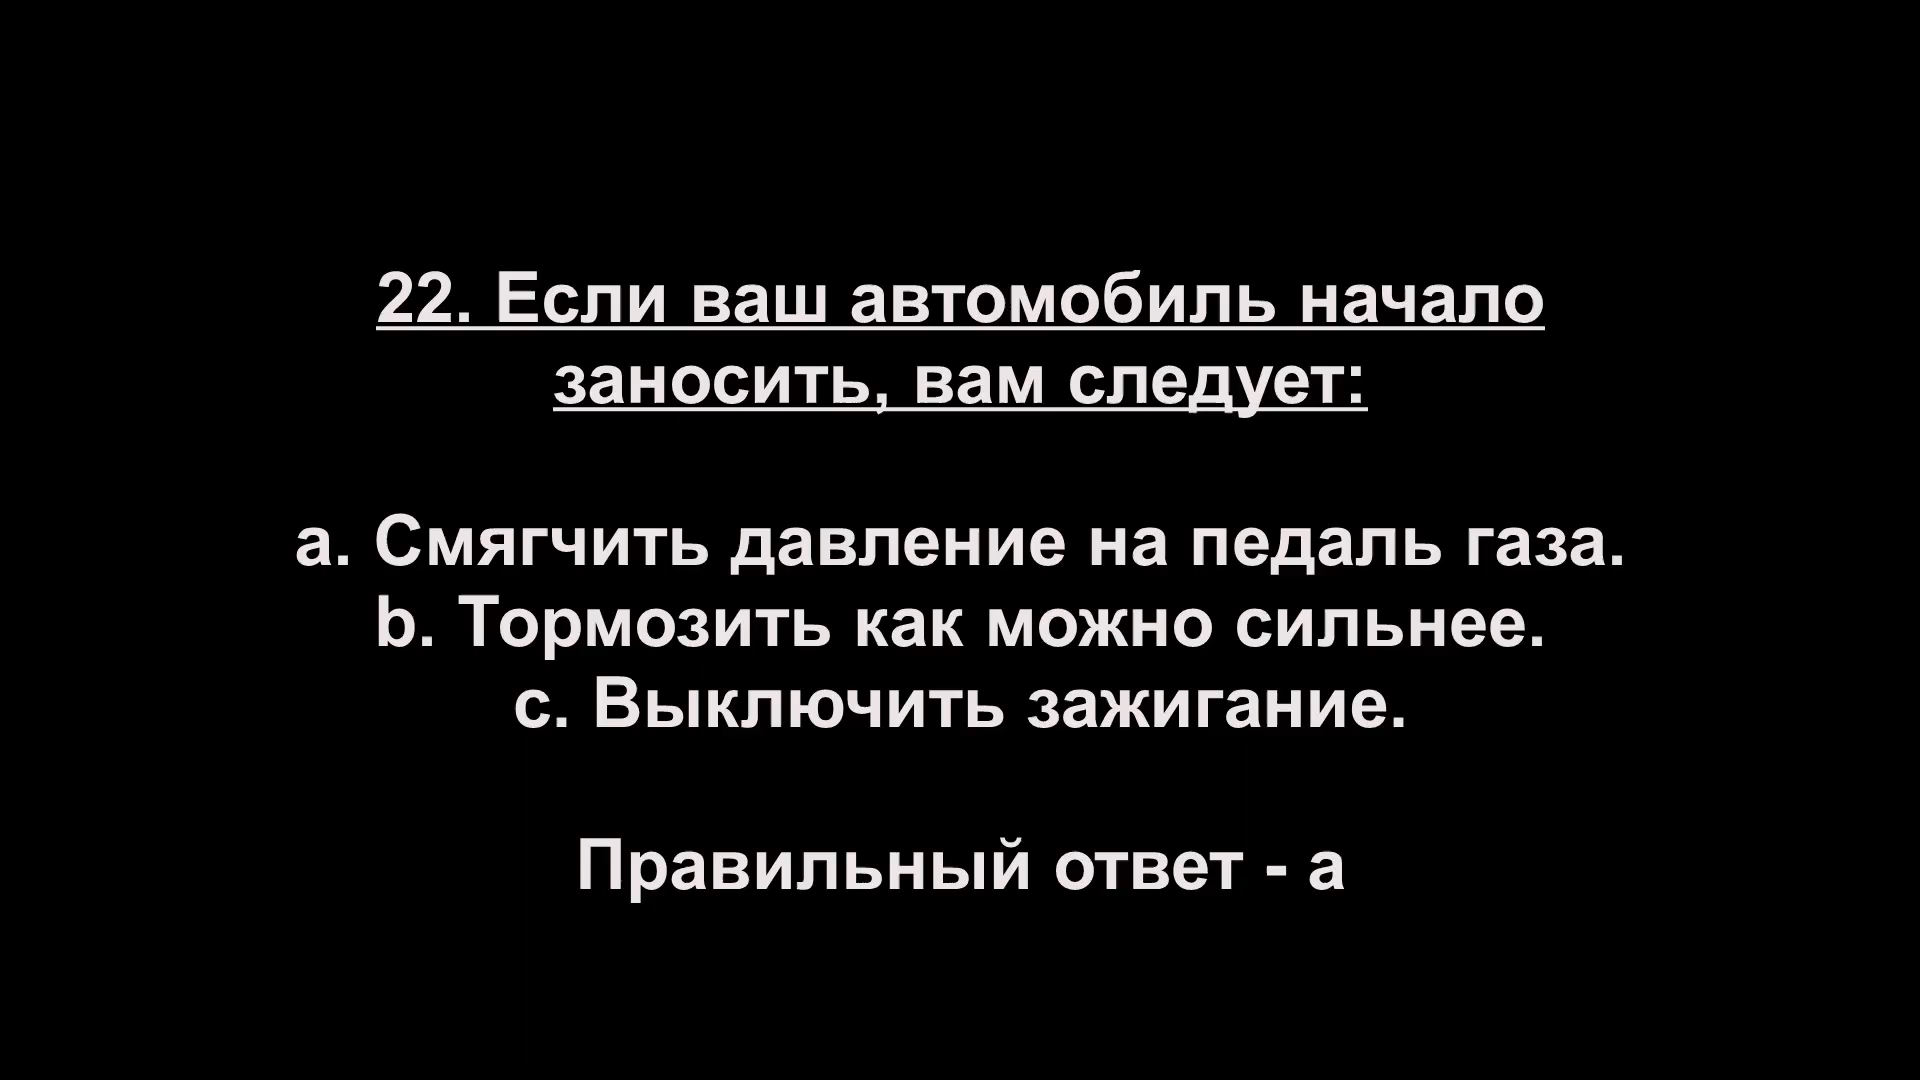 22. Если ваш автомобиль начало
заносить, вам следует:
a. Смягчить давление на педаль газа.
b. Тормозить как можно сильнее.
c. Выключить зажигание.
Правильный ответ - a